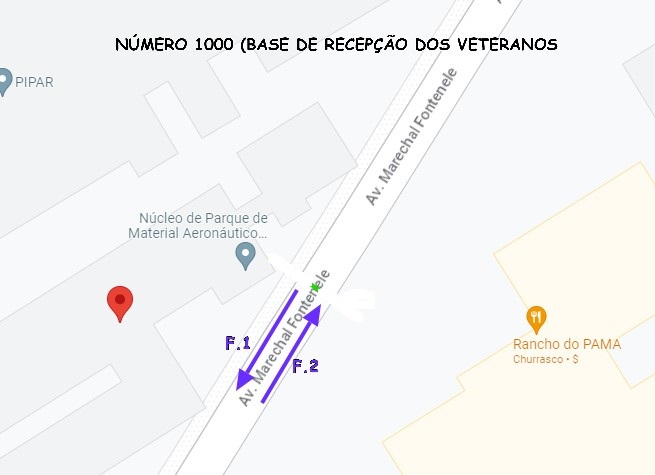 NÚMERO 1000 (BASE DE RECEPÇÃO DOS VETERANOS
A
PIPAR
Av. Marechal Fontenele
Núcleo de Parque de
Material Aeronáutico...
Av. Marechal Fontenele
F.1
F.2
Rancho do PAMA
Churrasco • $